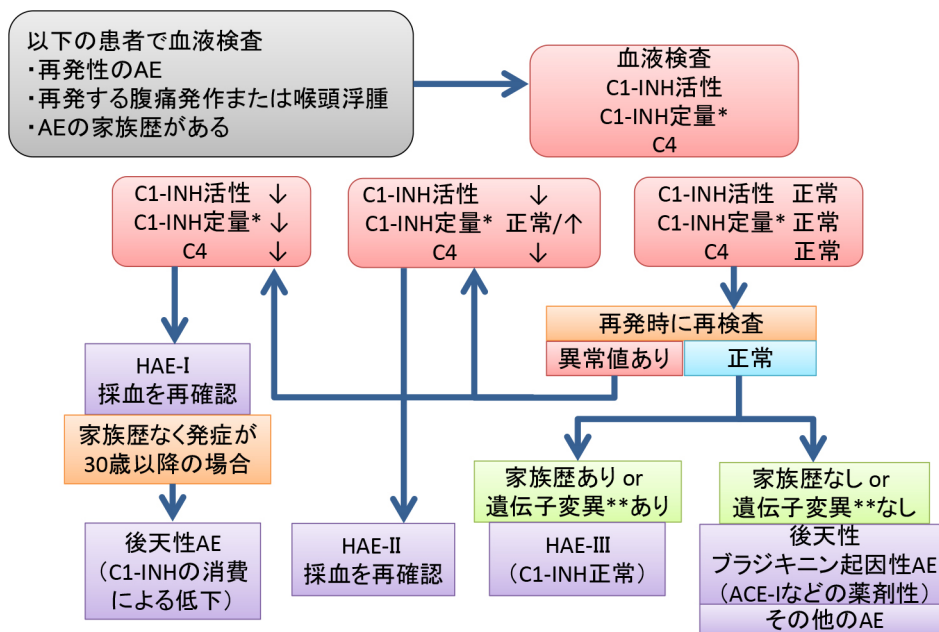 以下の患者で血液検査
・再発性のAE
・再発する腹痛発作または喉頭浮腫
・AEの家族歴がある
血液検査
C1-INH活性
C1-INH定量*
C4
C1-INH活性 ↓
C1-INH定量* ↓
C4 ↓
C1-INH活性 ↓
C1-INH定量* 正常/↑
C4 ↓
C1-INH活性 正常
C1-INH定量* 正常
C4 正常
再発時に再検査
異常値あり
正常
HAE-I
採血を再確認
家族歴なく発症が
30歳以降の場合
後天性AE
（C1-INHの消費
による低下）
HAE-II
採血を再確認
家族歴あり or
遺伝子変異**あり
HAE-III
（C1-INH正常）
家族歴なし or
遺伝子変異**なし
後天性
ブラジキニン起因性AE
（ACE-Iなどの薬剤性）
その他のAE